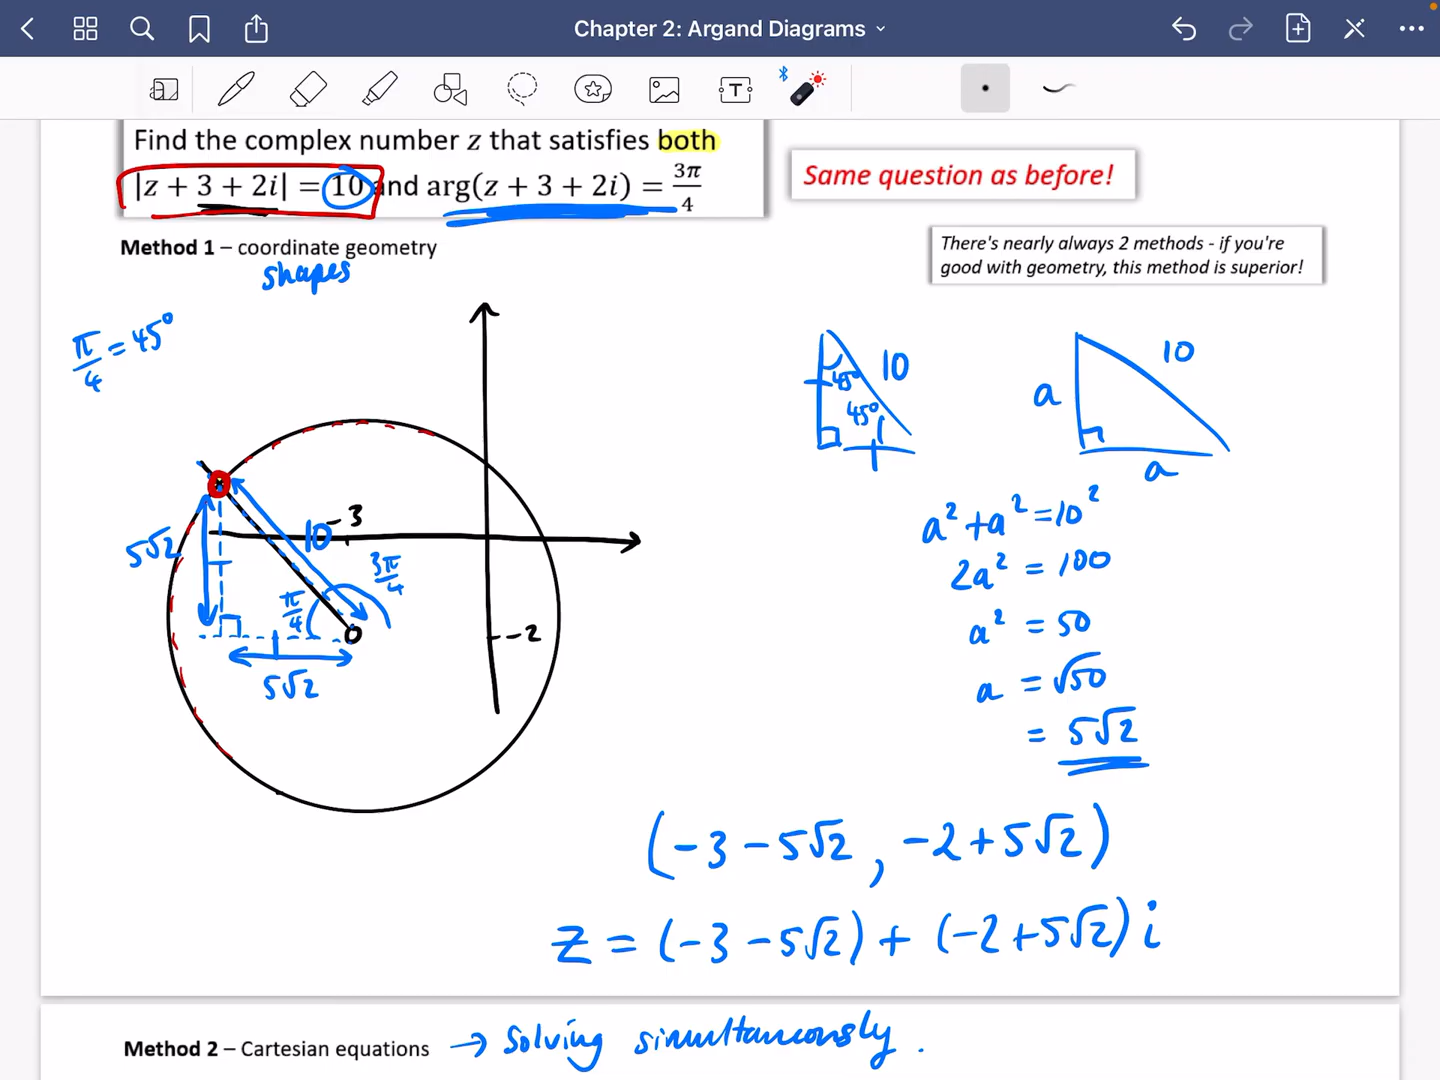 Chapter 2: Argand Diagrams
Find the complex number z that satisfies both
|z + 3 + 2i| = 10 and arg(z + 3 + 2i) = 3π/4
Same question as before!
Method 1 – coordinate geometry
shapes
There's nearly always 2 methods - if you're
good with geometry, this method is superior!
π/4 = 45°
10
-3
5√2
3π/4
π/4
-2
5√2
45°
10
45°
10
a
a
a² + a² = 10²
2a² = 100
a² = 50
a = √50
= 5√2
(-3 - 5√2, -2 + 5√2)
z = (-3 - 5√2) + (-2 + 5√2)i
Method 2 – Cartesian equations → Solving simultaneously.